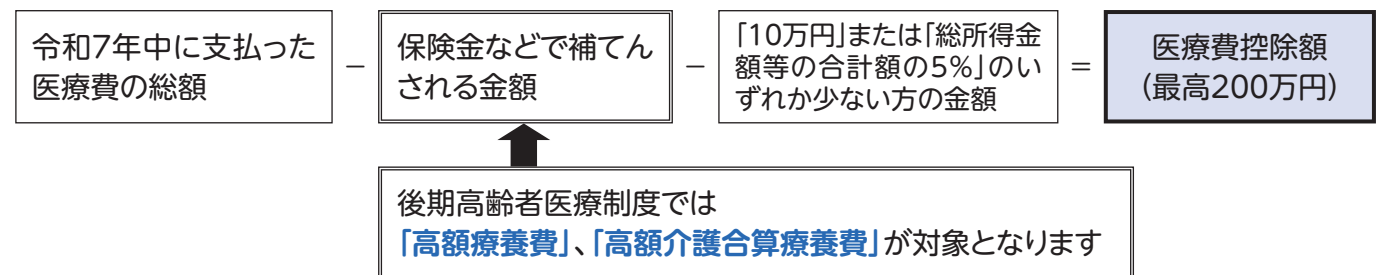 令和7年中に支払った
医療費の総額
−
保険金などで補てん
される金額
−
「10万円」または「総所得金
額等の合計額の5%」のい
ずれか少ない方の金額
=
医療費控除額
(最高200万円)
後期高齢者医療制度では
「高額療養費」、「高額介護合算療養費」が対象となります